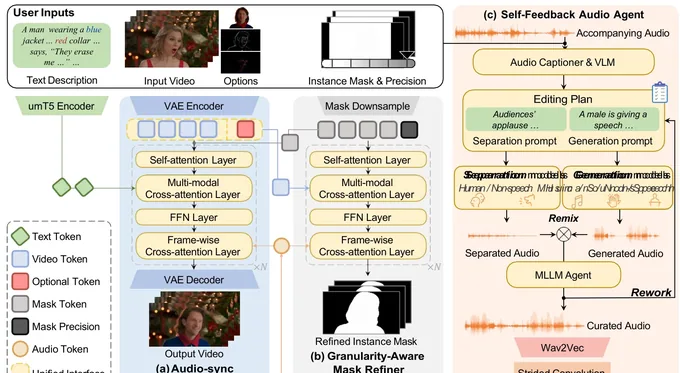 User Inputs
A man wearing a blue
jacket ... red collar ...
says, "They erase
me ..." ...
Text Description
Input Video
Options
Instance Mask & Precision
umT5 Encoder
VAE Encoder
Mask Downsample
Self-attention Layer
Multi-modal
Cross-attention Layer
FFN Layer
Frame-wise
Cross-attention Layer
×N
VAE Decoder
Output Video
(a) Audio-sync
Self-attention Layer
Multi-modal
Cross-attention Layer
FFN Layer
Frame-wise
Cross-attention Layer
×N
Refined Instance Mask
(b) Granularity-Aware
Mask Refiner
Text Token
Video Token
Optional Token
Mask Token
Mask Precision
Audio Token
Unified Interface
(c) Self-Feedback Audio Agent
Accompanying Audio
Audio Captioner & VLM
Editing Plan
Audiences'
applause ...
A male is giving a
speech ...
Separation prompt
Generation prompt
Remix
Separated Audio
Generated Audio
MLLM Agent
Rework
Curated Audio
Wav2Vec
Strided Convolution